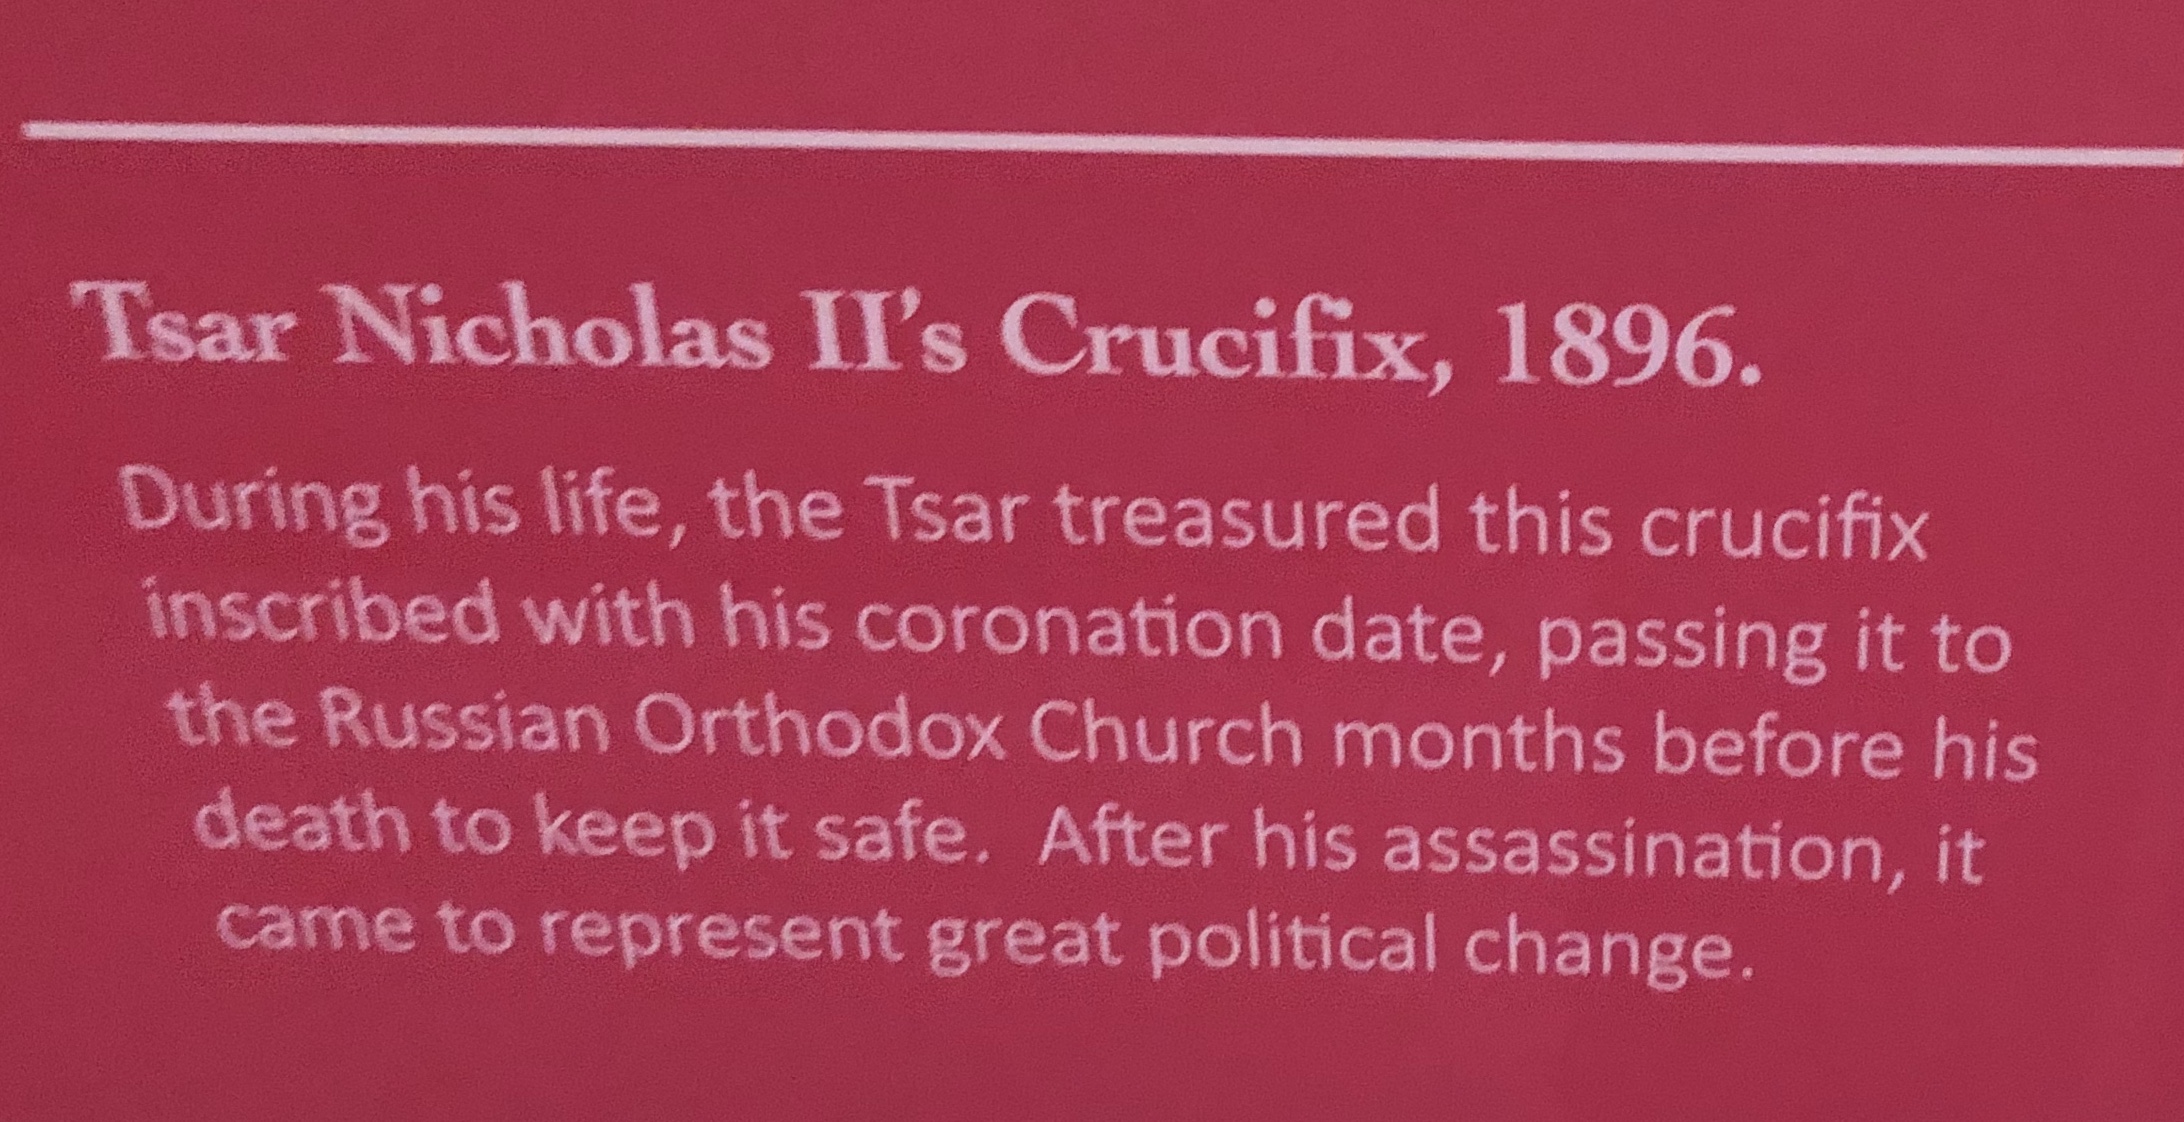 Tsar Nicholas II’s Crucifix, 1896.
During his life, the Tsar treasured this crucifix
inscribed with his coronation date, passing it to
the Russian Orthodox Church months before his
death to keep it safe.  After his assassination, it
came to represent great political change.